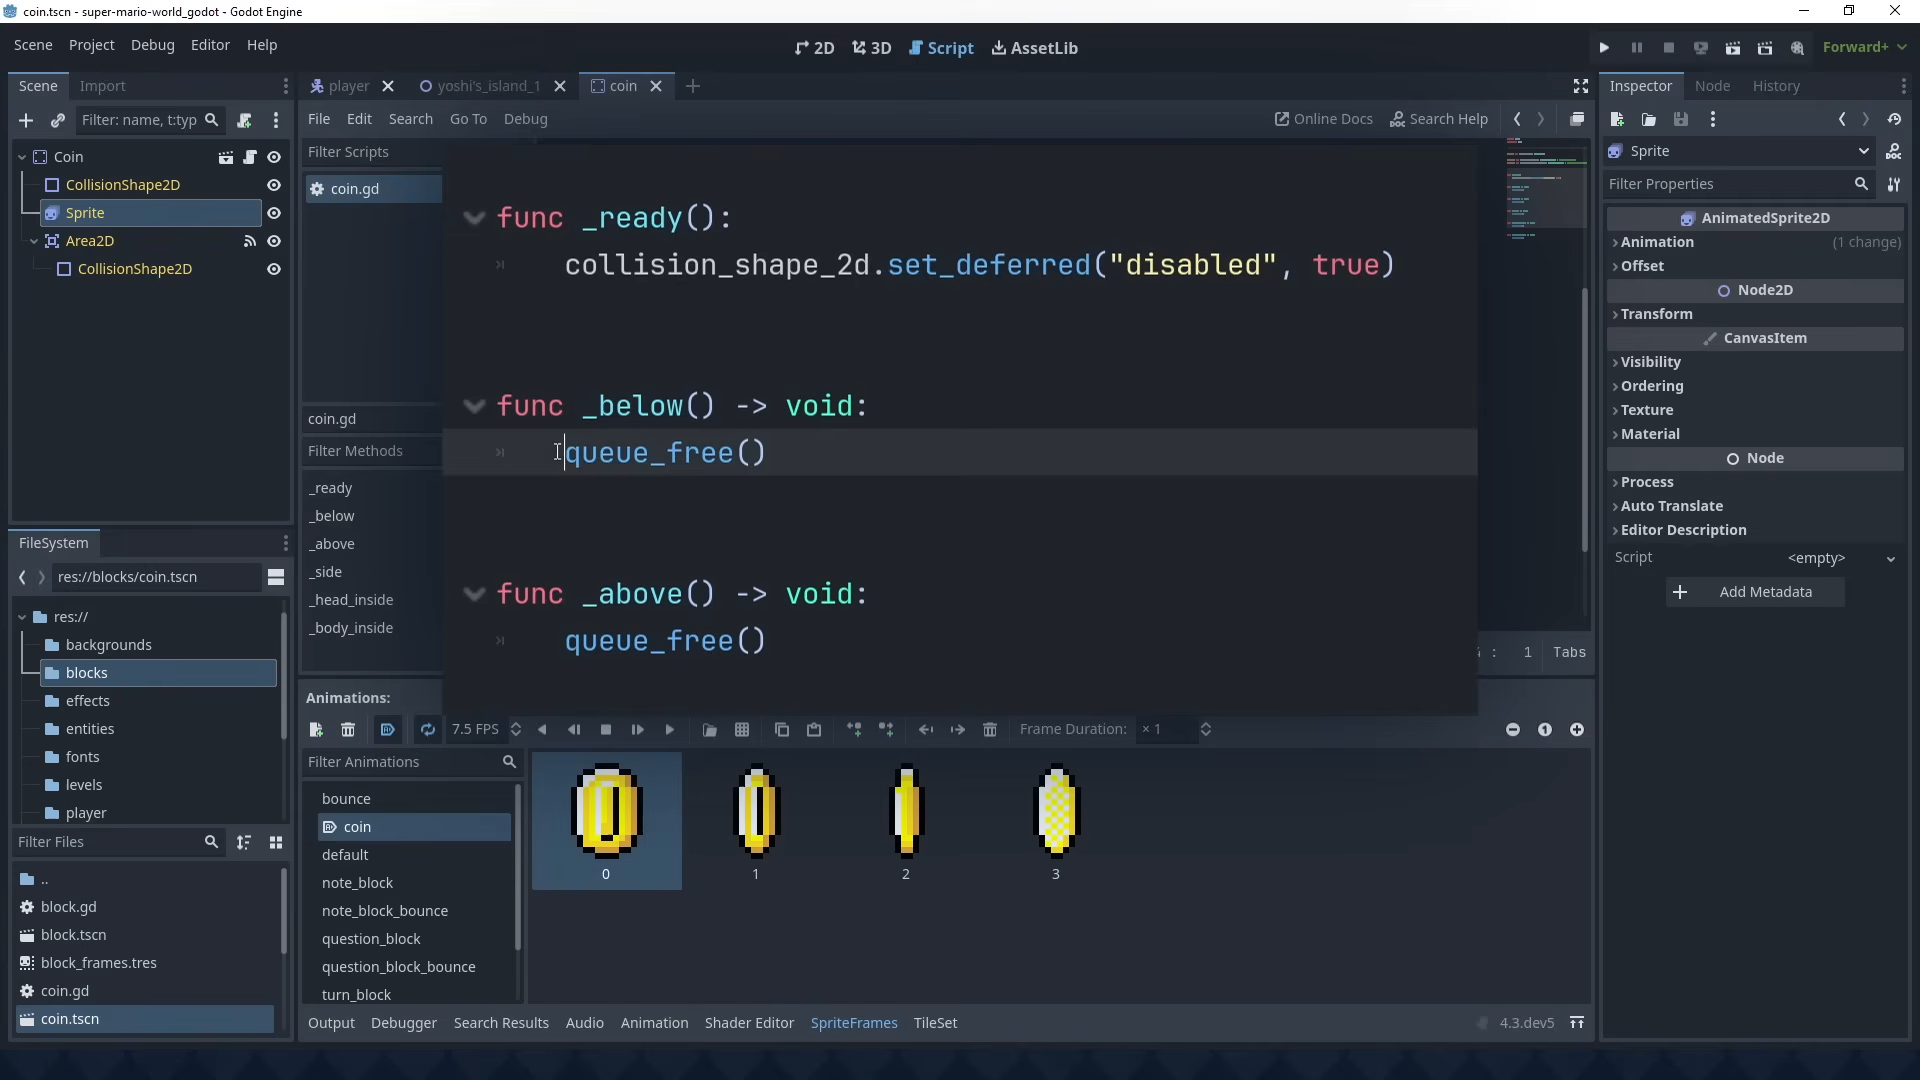 coin.tscn - super-mario-world_godot - Godot Engine
Scene Project Debug Editor Help
2D 3D Script AssetLib
Forward+
Scene Import
Filter: name, t:typ
Coin
CollisionShape2D
Sprite
Area2D
CollisionShape2D
FileSystem
res://blocks/coin.tscn
res://
backgrounds
blocks
effects
entities
fonts
levels
player
Filter Files
..
block.gd
block.tscn
block_frames.tres
coin.gd
coin.tscn
player yoshi's_island_1 coin
File Edit Search Go To Debug
Online Docs Search Help
Filter Scripts
coin.gd
coin.gd
Filter Methods
_ready
_below
_above
_side
_head_inside
_body_inside
func _ready():
collision_shape_2d.set_deferred("disabled", true)
func _below() -> void:
queue_free()
func _above() -> void:
queue_free()
: 1 Tabs
Animations:
7.5 FPS
Frame Duration: × 1
Filter Animations
bounce
coin
default
note_block
note_block_bounce
question_block
question_block_bounce
turn_block
0 1 2 3
Output Debugger Search Results Audio Animation Shader Editor SpriteFrames TileSet
4.3.dev5
Inspector Node History
Sprite
Filter Properties
AnimatedSprite2D
Animation (1 change)
Offset
Node2D
Transform
CanvasItem
Visibility
Ordering
Texture
Material
Node
Process
Auto Translate
Editor Description
Script <empty>
Add Metadata